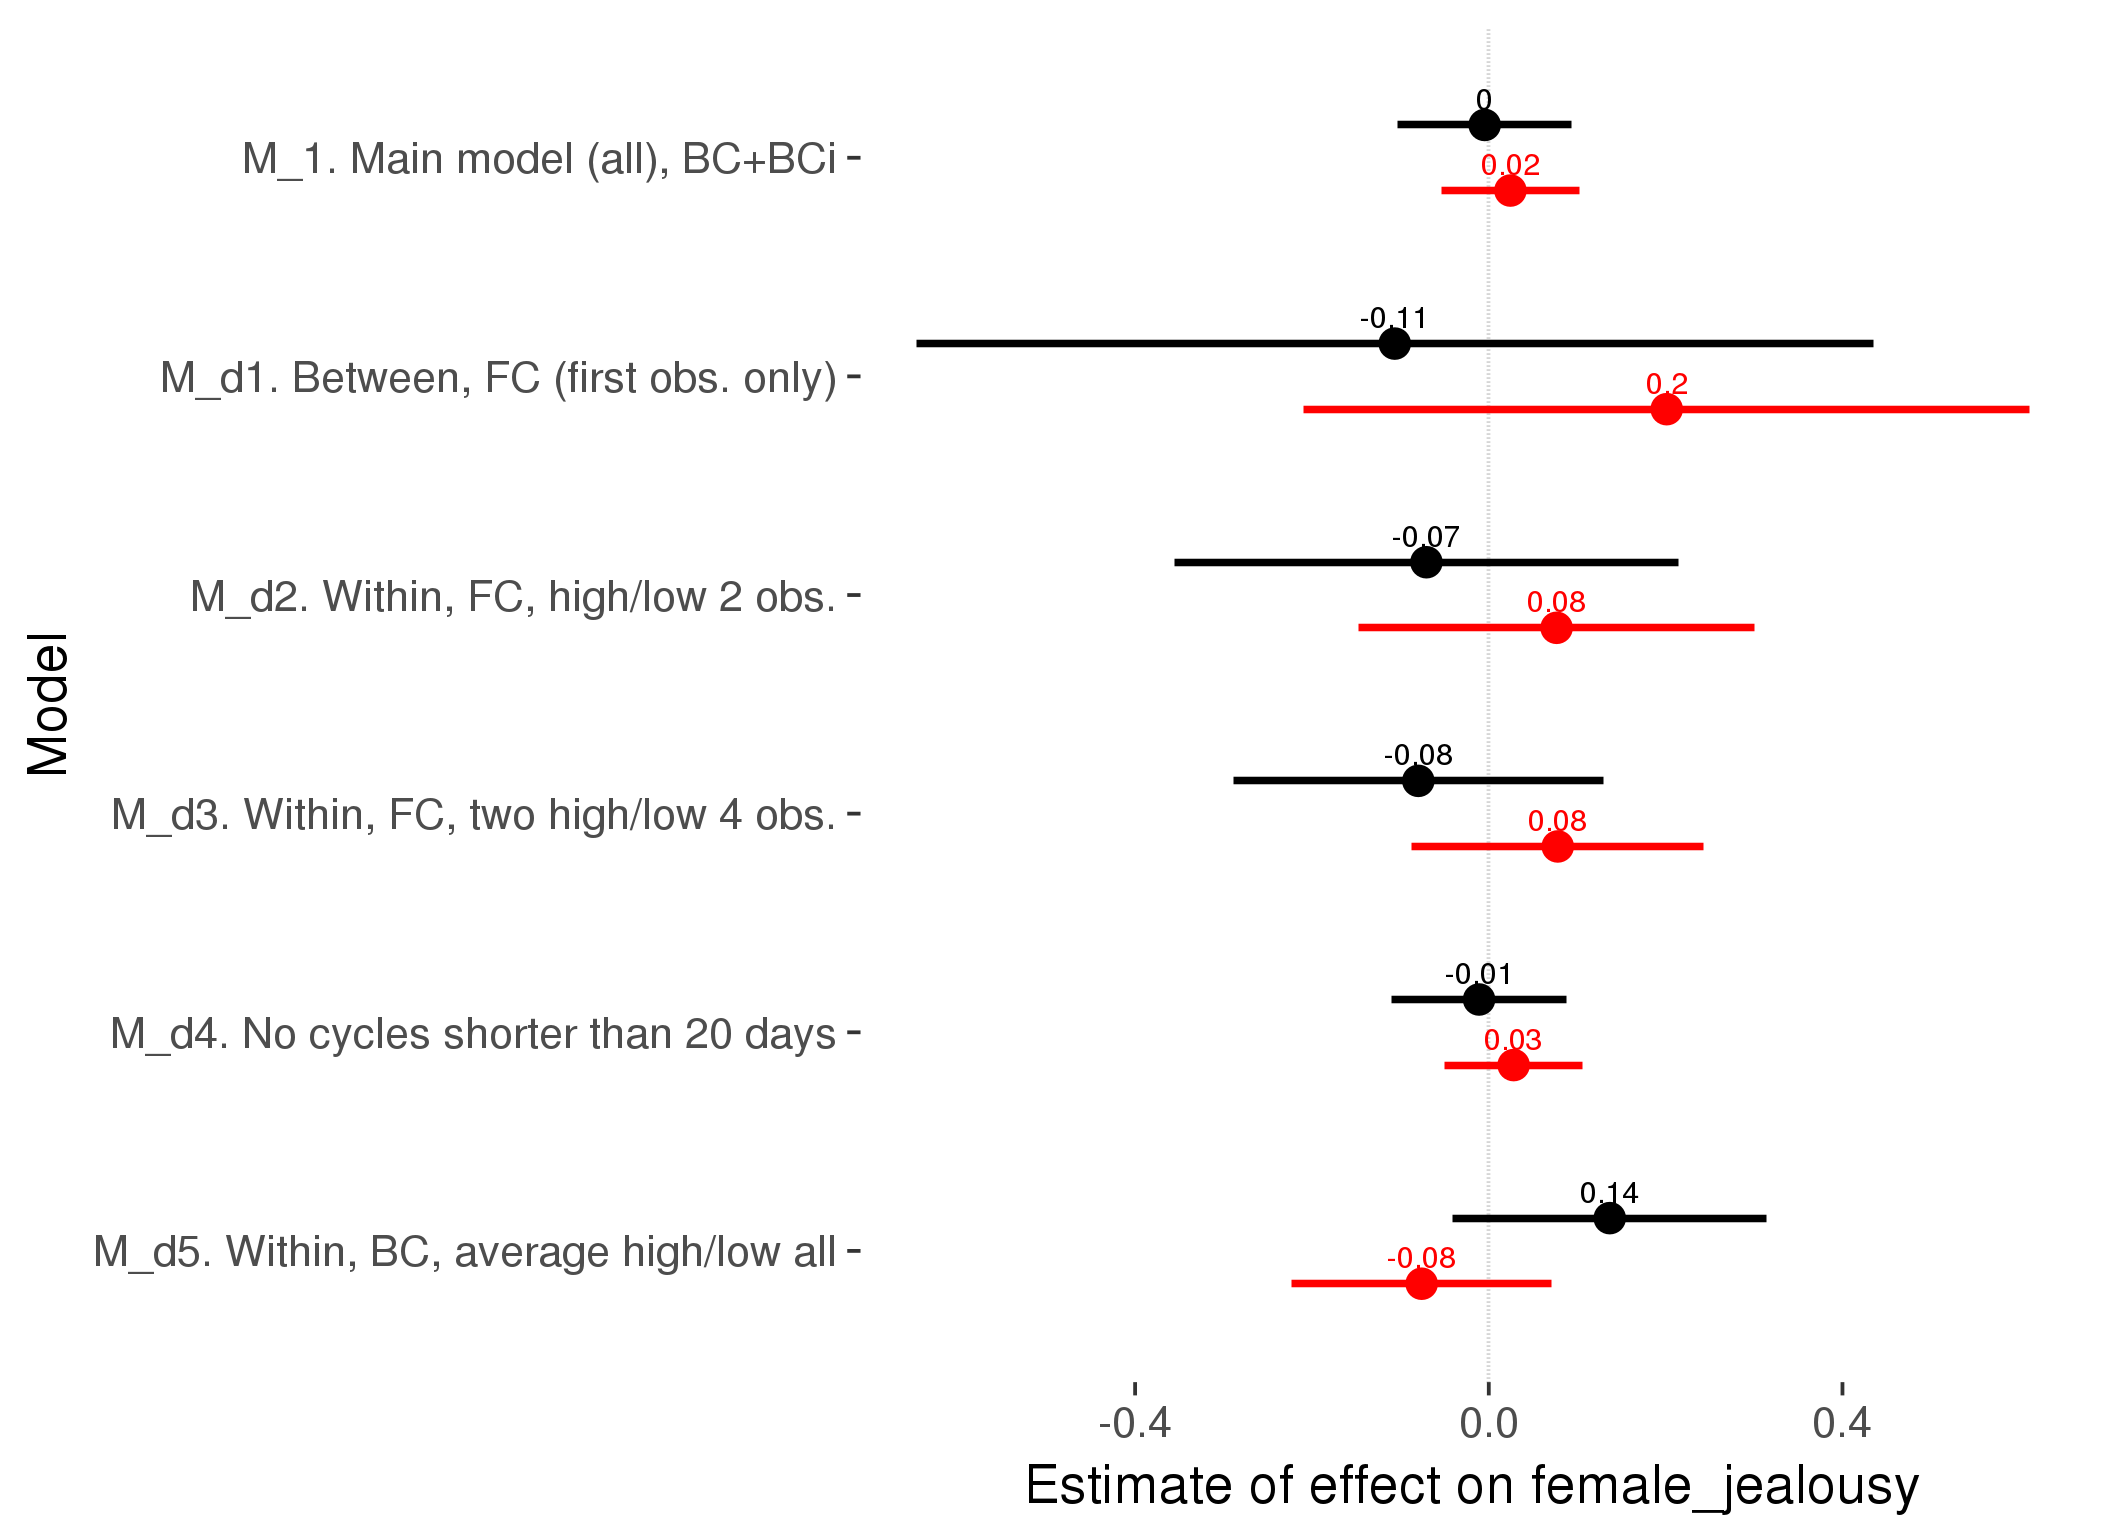 0
M_1. Main model (all), BC+BCi
0.02
-0.11
M_d1. Between, FC (first obs. only)
0.2
-0.07
M_d2. Within, FC, high/low 2 obs.
0.08
Model
-0.08
M_d3. Within, FC, two high/low 4 obs.
0.08
-0.01
M_d4. No cycles shorter than 20 days
0.03
0.14
M_d5. Within, BC, average high/low all
-0.08
-0.4 0.0 0.4
Estimate of effect on female_jealousy